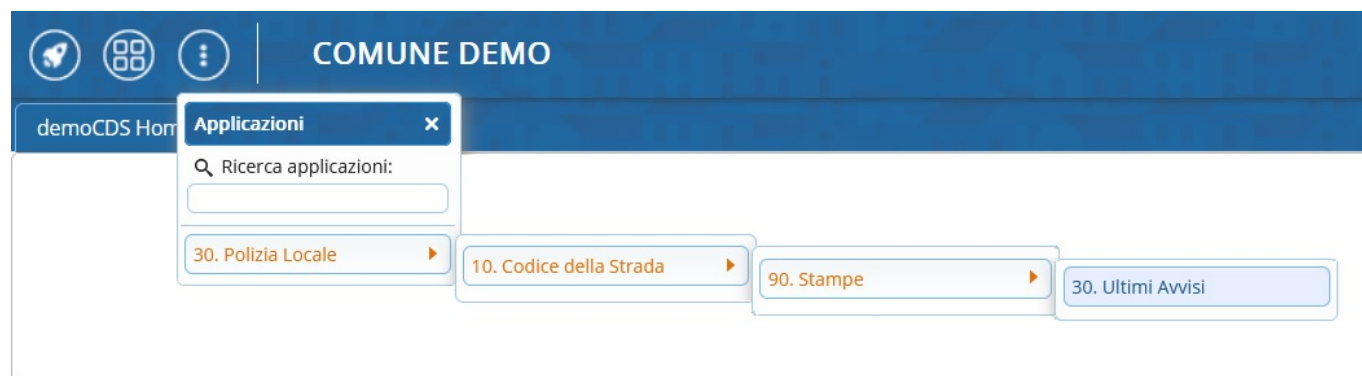 COMUNE DEMO
demoCDS Hom
Applicazioni
Ricerca applicazioni:
30. Polizia Locale
10. Codice della Strada
90. Stampe
30. Ultimi Avvisi